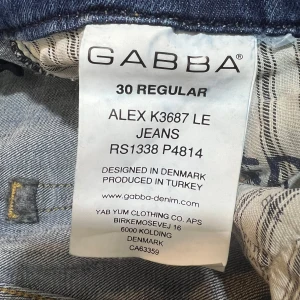 GABBA®
30 REGULAR
ALEX K3687 LE
JEANS
RS1338 P4814
DESIGNED IN DENMARK
PRODUCED IN TURKEY
www.gabba-denim.com
YAB YUM CLOTHING CO. APS
BIRKEMOSEVEJ 16
6000 KOLDING
DENMARK
CA63359